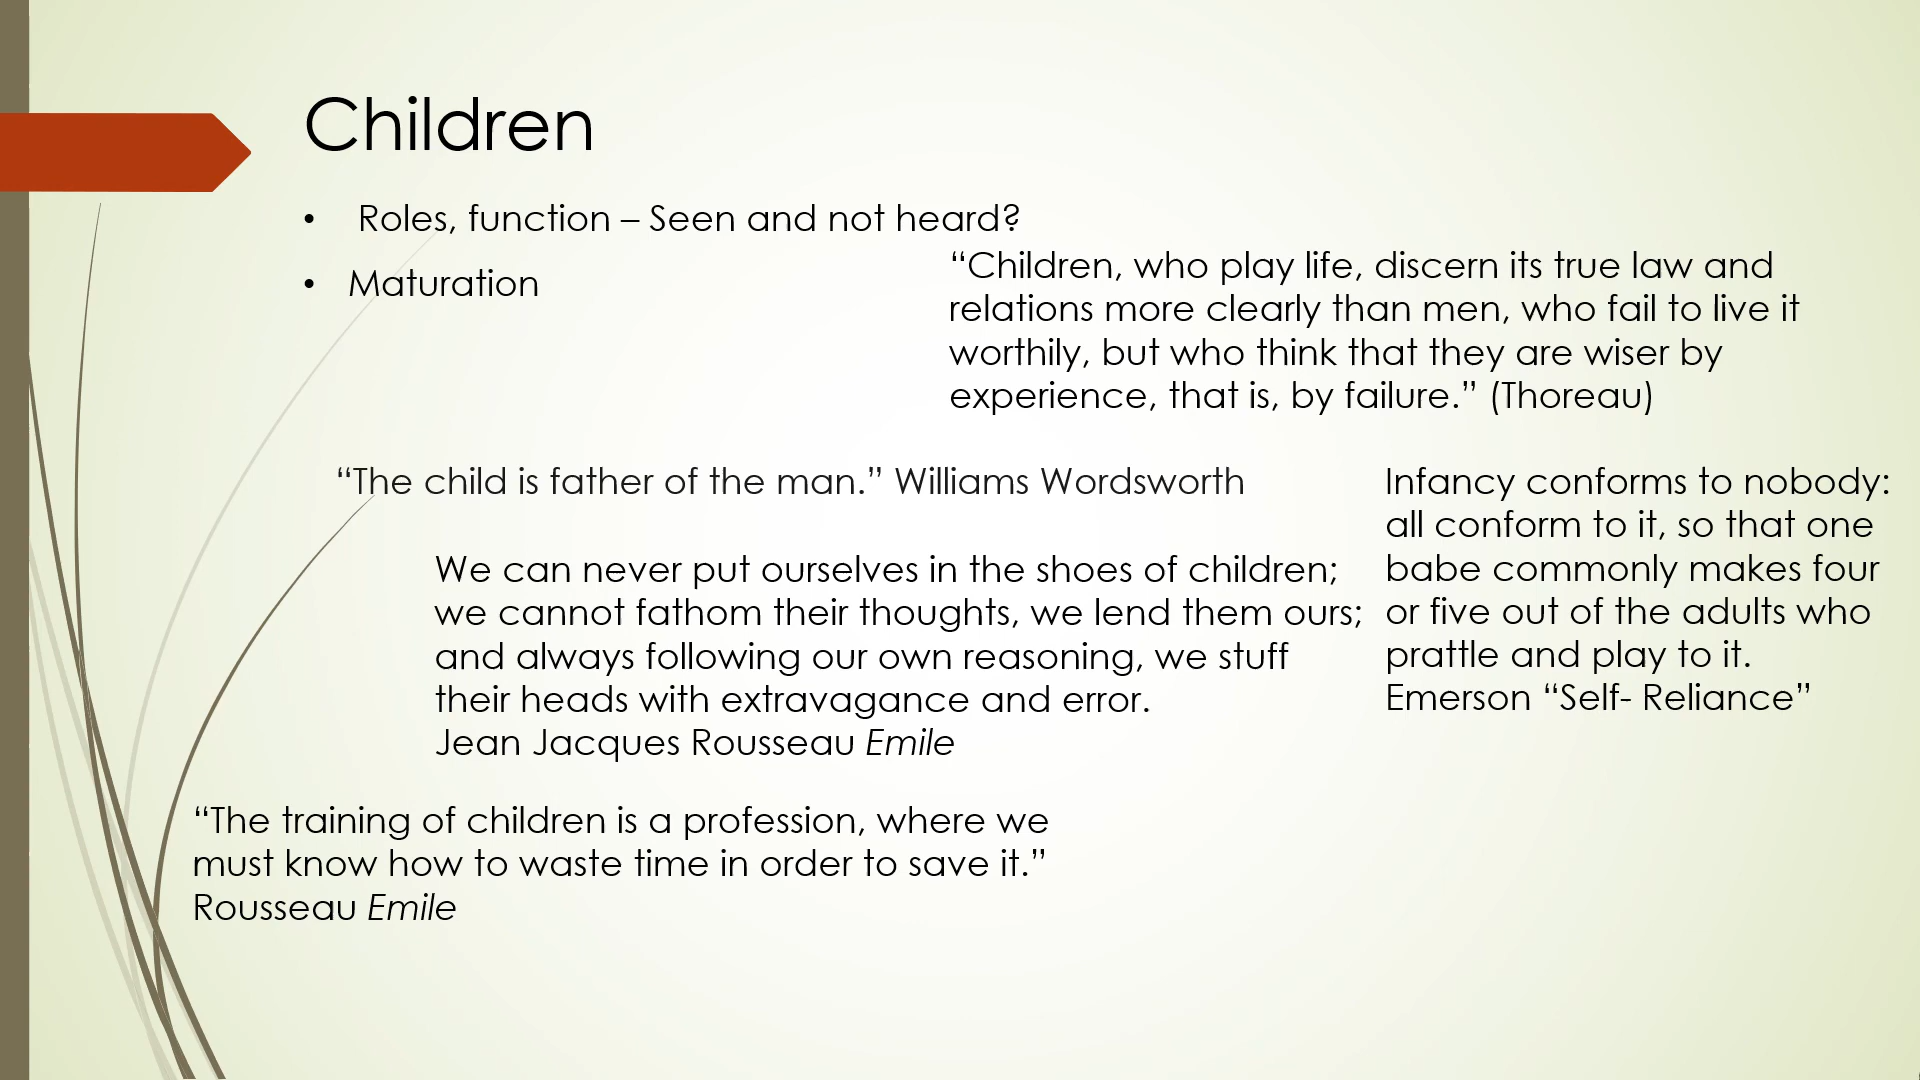 Children
• Roles, function – Seen and not heard?
• Maturation
“Children, who play life, discern its true law and
relations more clearly than men, who fail to live it
worthily, but who think that they are wiser by
experience, that is, by failure.” (Thoreau)
“The child is father of the man.” Williams Wordsworth
Infancy conforms to nobody:
all conform to it, so that one
babe commonly makes four
or five out of the adults who
prattle and play to it.
Emerson “Self- Reliance”
We can never put ourselves in the shoes of children;
we cannot fathom their thoughts, we lend them ours;
and always following our own reasoning, we stuff
their heads with extravagance and error.
Jean Jacques Rousseau Emile
“The training of children is a profession, where we
must know how to waste time in order to save it.”
Rousseau Emile